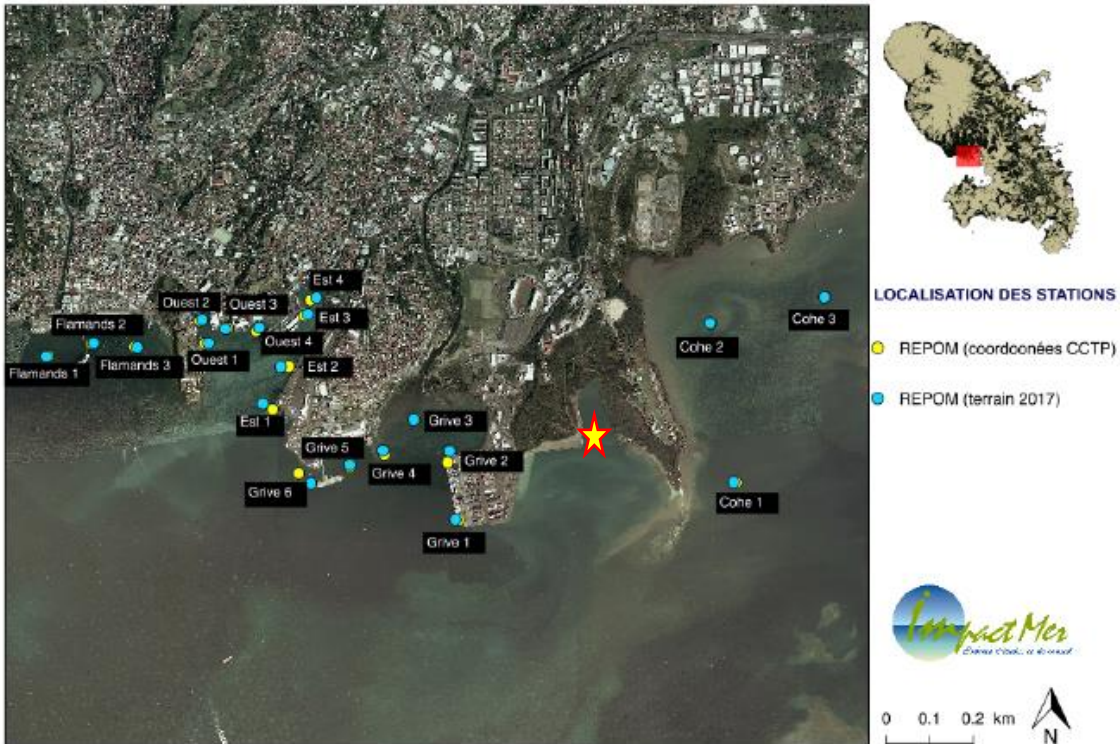 Est 4
Ouest 2
Ouest 3
Est 3
Flamands 2
Ouest 4
Cohe 3
Cohe 2
Flamands 1
Flamands 3
Ouest 1
Est 2
Est 1
Grive 3
Grive 5
Grive 2
Grive 4
Grive 6
Cohe 1
Grive 1
LOCALISATION DES STATIONS
REPOM (coordoonées CCTP)
REPOM (terrain 2017)
Impact Mer
0 0.1 0.2 km
N